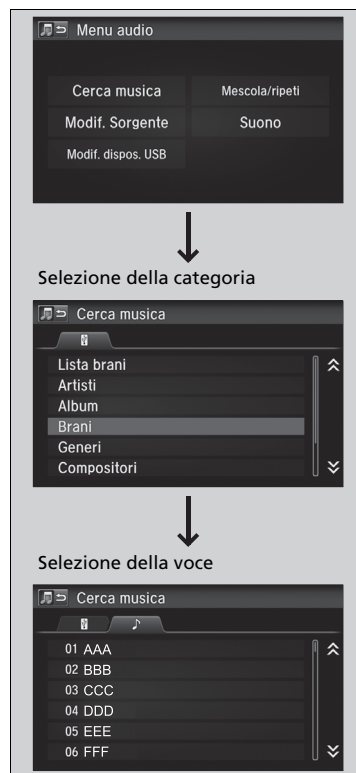 Menu audio
Cerca musica Mescola/ripeti
Modif. Sorgente Suono
Modif. dispos. USB
Selezione della categoria
Cerca musica
Lista brani
Artisti
Album
Brani
Generi
Compositori
Selezione della voce
Cerca musica
01 AAA
02 BBB
03 CCC
04 DDD
05 EEE
06 FFF